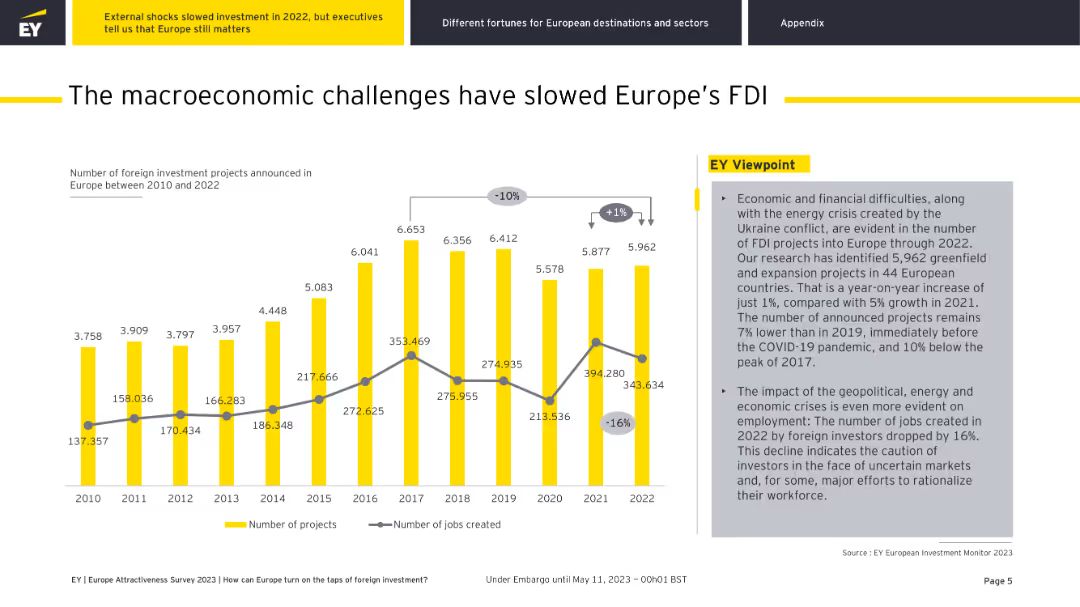 EY
External shocks slowed investment in 2022, but executives
tell us that Europe still matters
Different fortunes for European destinations and sectors
Appendix
The macroeconomic challenges have slowed Europe's FDI
Number of foreign investment projects announced in
Europe between 2010 and 2022
-10%
+1%
6.653
6.356
6.412
6.041
5.877
5.962
5.578
5.083
4.448
3.758
3.909
3.797
3.957
353.469
274.935
217.666
394.280
343.634
158.036
166.283
272.625
275.955
213.536
137.357
170.434
186.348
-16%
2010
2011
2012
2013
2014
2015
2016
2017
2018
2019
2020
2021
2022
Number of projects
Number of jobs created
EY Viewpoint
‣ Economic and financial difficulties, along
with the energy crisis created by the
Ukraine conflict, are evident in the number
of FDI projects into Europe through 2022.
Our research has identified 5,962 greenfield
and expansion projects in 44 European
countries. That is a year-on-year increase of
just 1%, compared with 5% growth in 2021.
The number of announced projects remains
7% lower than in 2019, immediately before
the COVID-19 pandemic, and 10% below the
peak of 2017.
‣ The impact of the geopolitical, energy and
economic crises is even more evident on
employment: The number of jobs created in
2022 by foreign investors dropped by 16%.
This decline indicates the caution of
investors in the face of uncertain markets
and, for some, major efforts to rationalize
their workforce.
Source : EY European Investment Monitor 2023
EY | Europe Attractiveness Survey 2023 | How can Europe turn on the taps of foreign investment?
Under Embargo until May 11, 2023 – 00h01 BST
Page 5